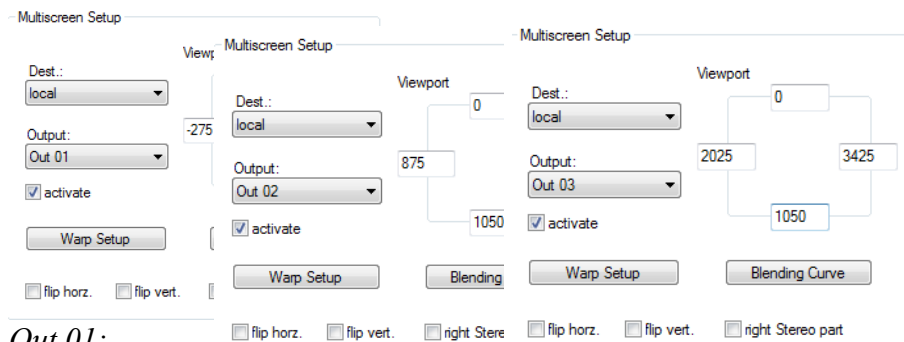 Multiscreen Setup
Dest.:
local
Output:
Out 01
-275
activate
Warp Setup
flip horz.
flip vert.
Out 01:
Multiscreen Setup
Viewport
Dest.:
0
local
875
Output:
Out 02
1050
activate
Warp Setup
Blending
flip horz.
flip vert.
right Stere
Multiscreen Setup
Viewport
Dest.:
0
local
2025
3425
Output:
Out 03
1050
activate
Warp Setup
Blending Curve
flip horz.
flip vert.
right Stereo part